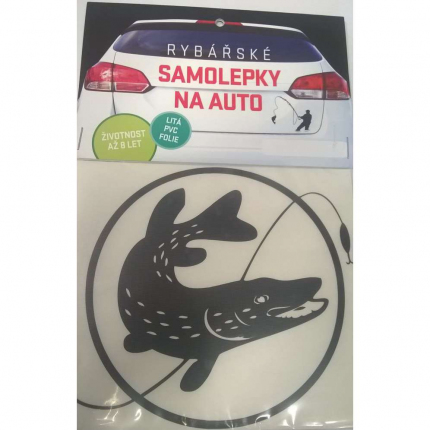 RYBÁŘSKÉ
SAMOLEPKY
NA AUTO
ŽIVOTNOST
AŽ 8 LET
LITÁ
PVC
FOLIE